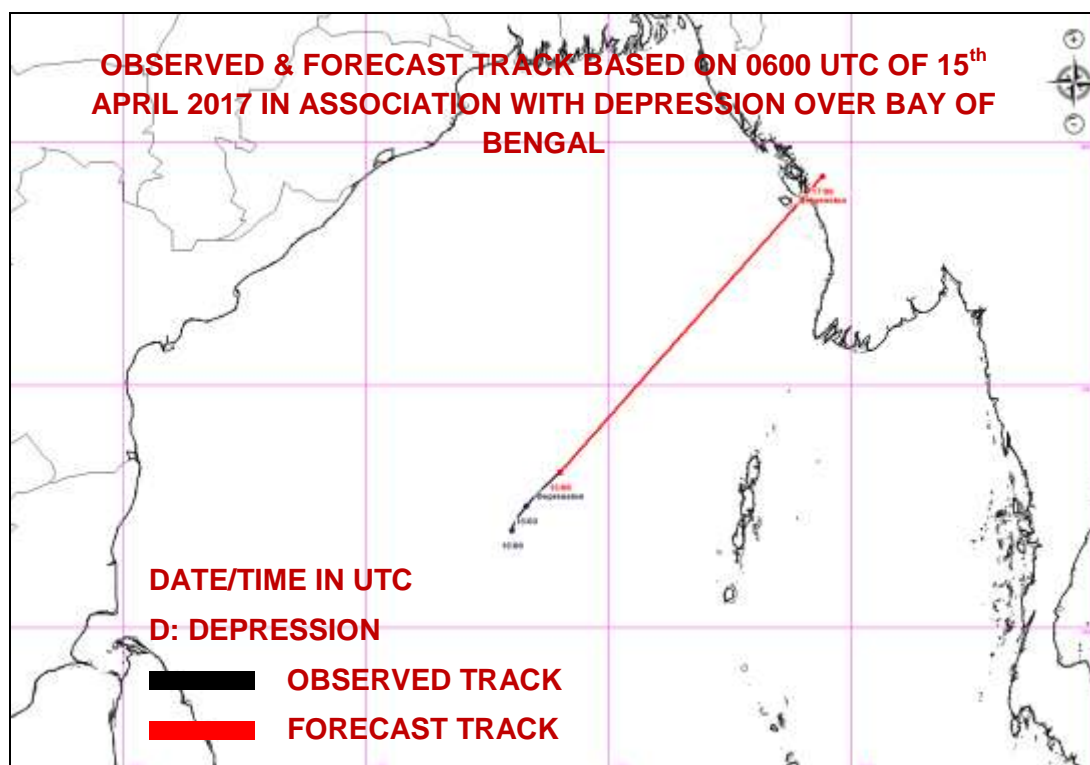 OBSERVED & FORECAST TRACK BASED ON 0600 UTC OF 15th
APRIL 2017 IN ASSOCIATION WITH DEPRESSION OVER BAY OF
BENGAL
Depression
Depression
DATE/TIME IN UTC
D: DEPRESSION
OBSERVED TRACK
FORECAST TRACK